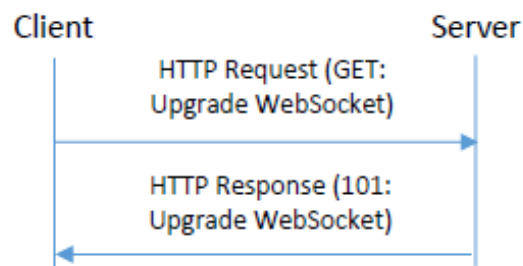 Client
Server
HTTP Request (GET:
Upgrade WebSocket)
HTTP Response (101:
Upgrade WebSocket)